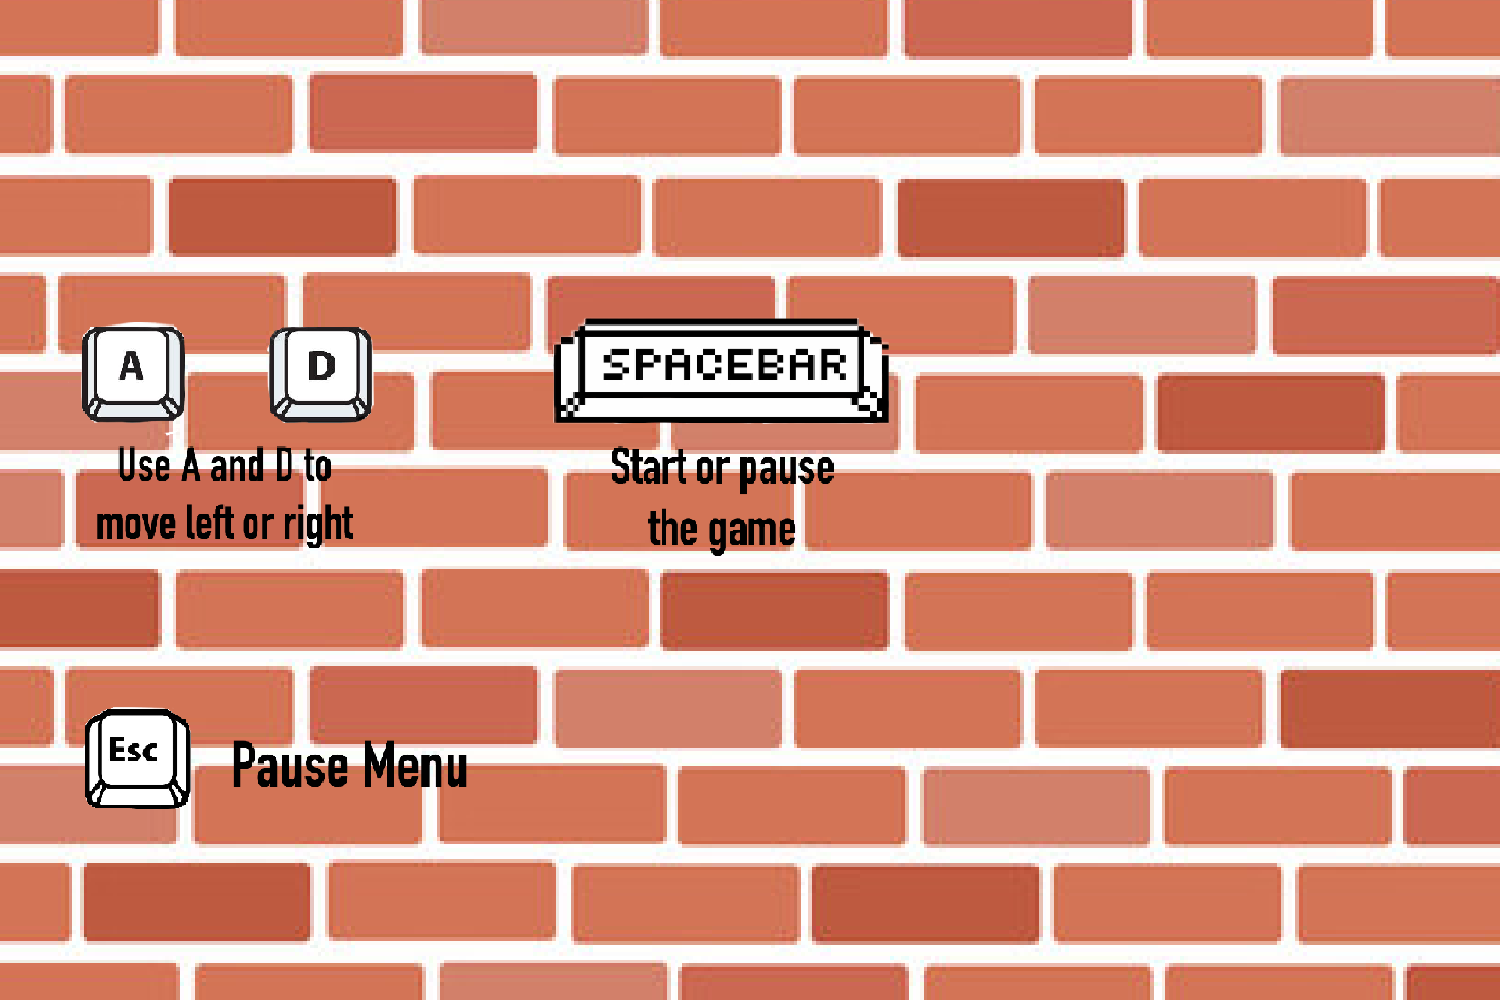 A D SPACEBAR
Use A and D to
move left or right
Start or pause
the game
Esc
Pause Menu